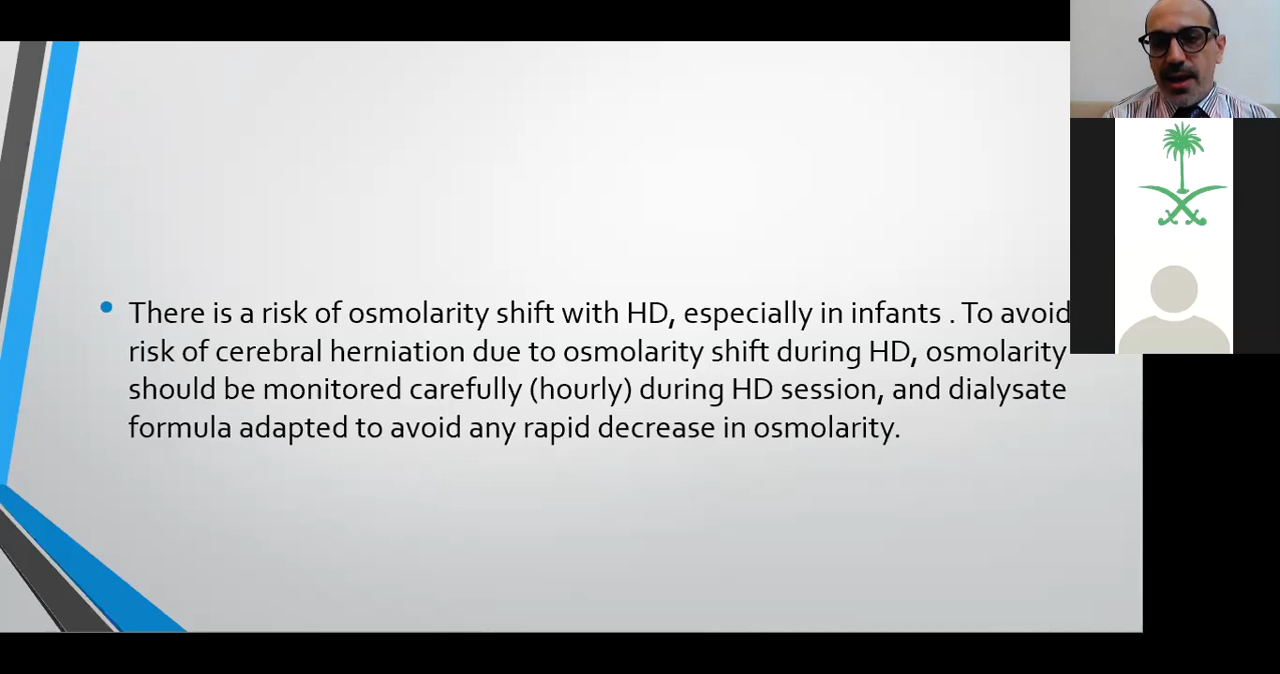 There is a risk of osmolarity shift with HD, especially in infants . To avoid
risk of cerebral herniation due to osmolarity shift during HD, osmolarity
should be monitored carefully (hourly) during HD session, and dialysate
formula adapted to avoid any rapid decrease in osmolarity.